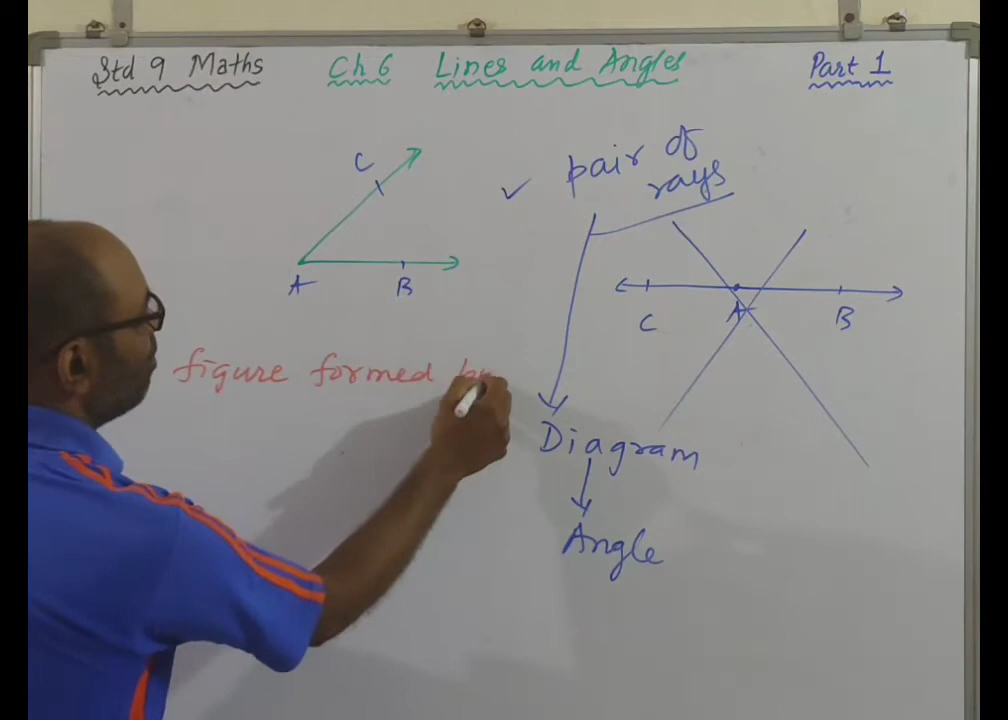 Std 9 Maths Ch 6 Lines and Angles Part 1
C
A B
pair of
rays
C A B
figure formed by
Diagram
Angle